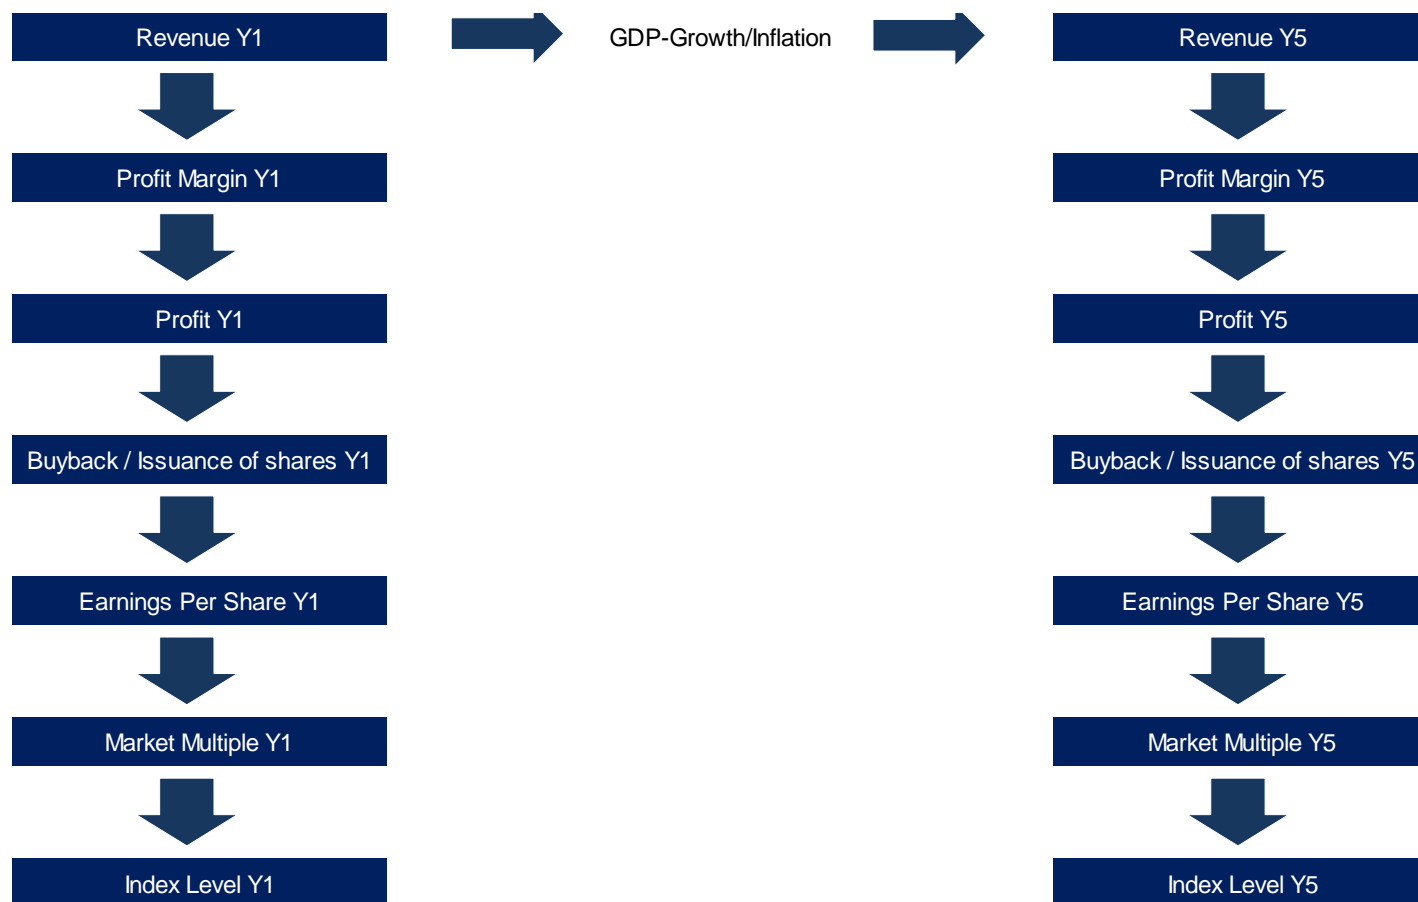 Revenue Y1
GDP-Growth/Inflation
Revenue Y5
Profit Margin Y1
Profit Margin Y5
Profit Y1
Profit Y5
Buyback / Issuance of shares Y1
Buyback / Issuance of shares Y5
Earnings Per Share Y1
Earnings Per Share Y5
Market Multiple Y1
Market Multiple Y5
Index Level Y1
Index Level Y5